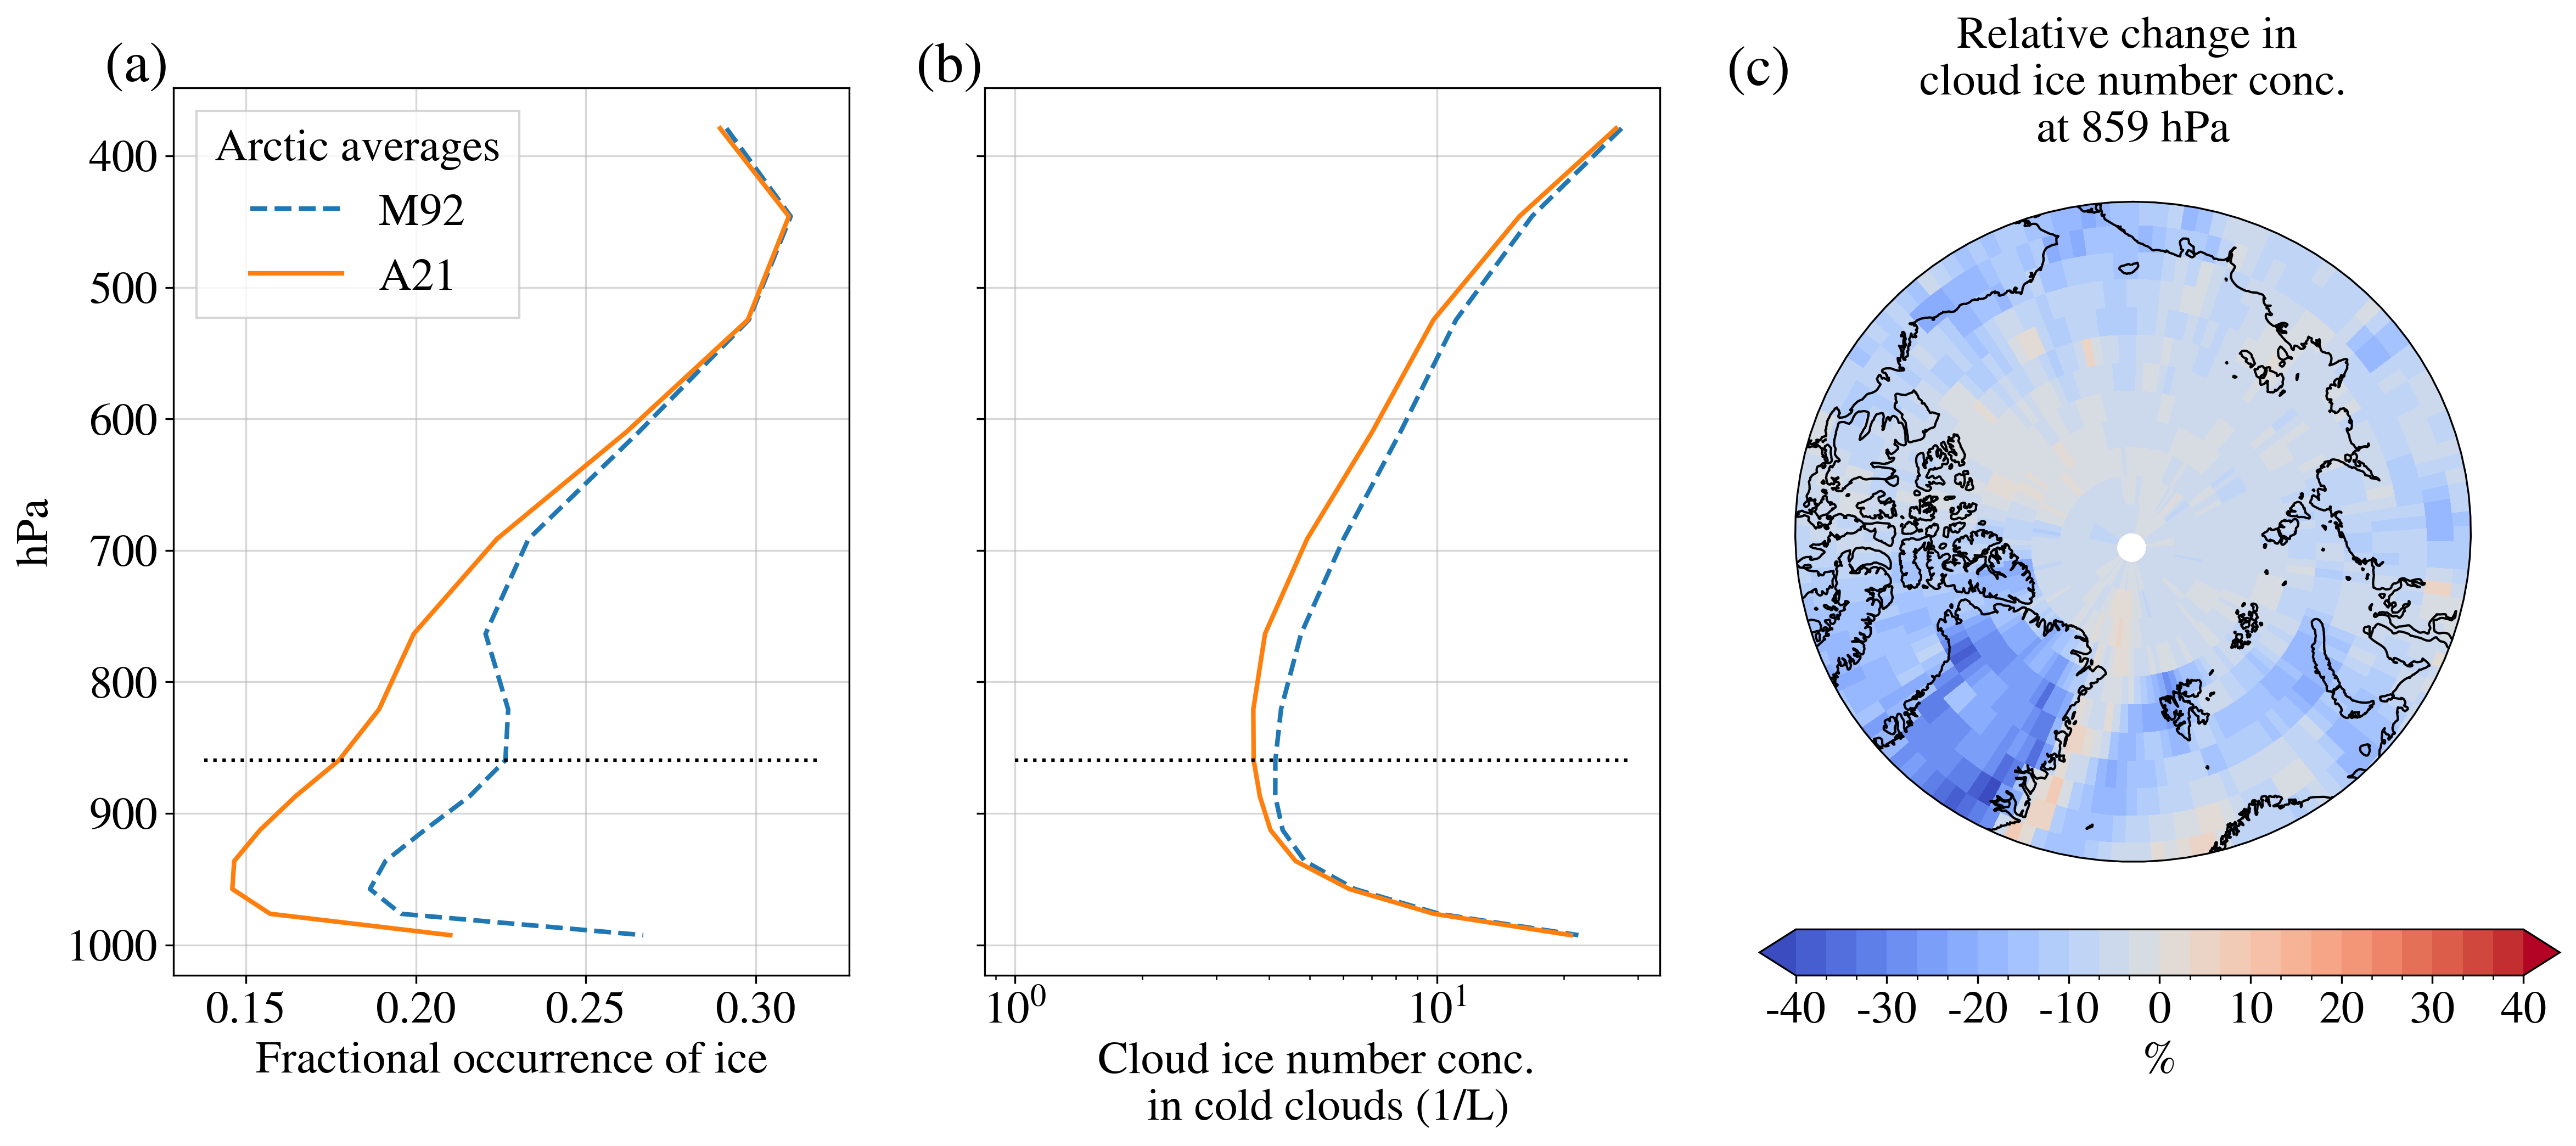 (a)
Arctic averages
M92
A21
hPa
400
500
600
700
800
900
1000
0.15 0.20 0.25 0.30
Fractional occurrence of ice
(b)
10⁰ 10¹
Cloud ice number conc.
in cold clouds (1/L)
(c)
Relative change in
cloud ice number conc.
at 859 hPa
-40 -30 -20 -10 0 10 20 30 40
%